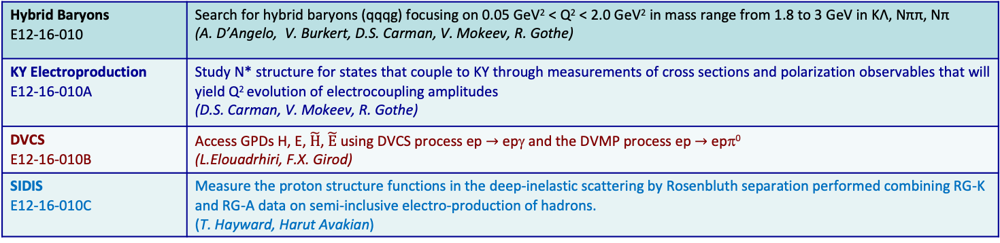 Hybrid Baryons
E12-16-010
Search for hybrid baryons (qqqg) focusing on 0.05 GeV² < Q² < 2.0 GeV² in mass range from 1.8 to 3 GeV in KΛ, Nππ, Nπ
(A. D’Angelo, V. Burkert, D.S. Carman, V. Mokeev, R. Gothe)
KY Electroproduction
E12-16-010A
Study N* structure for states that couple to KY through measurements of cross sections and polarization observables that will
yield Q² evolution of electrocoupling amplitudes
(D.S. Carman, V. Mokeev, R. Gothe)
DVCS
E12-16-010B
Access GPDs H, E, H̃, Ẽ using DVCS process ep → epγ and the DVMP process ep → epπ⁰
(L.Elouadrhiri, F.X. Girod)
SIDIS
E12-16-010C
Measure the proton structure functions in the deep-inelastic scattering by Rosenbluth separation performed combining RG-K
and RG-A data on semi-inclusive electro-production of hadrons.
(T. Hayward, Harut Avakian)